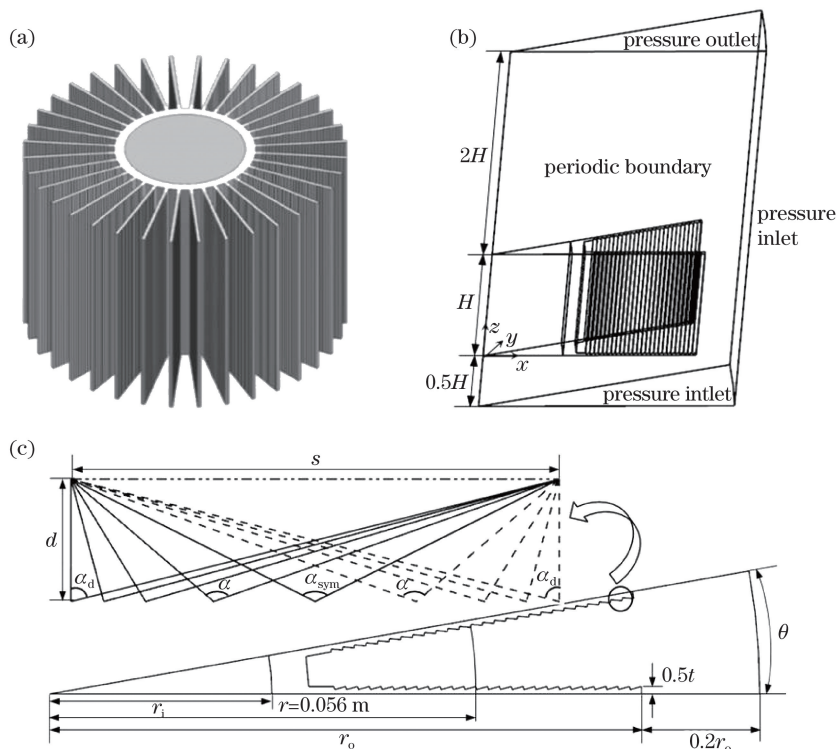 (a)
(b)
pressure outlet
2H
periodic boundary
pressure
inlet
H
z
y
x
0.5H
pressure intlet
(c)
s
d
α_d
α
α_sym
α
α_d
θ
0.5t
r_i
r=0.056 m
r_o
0.2r_o